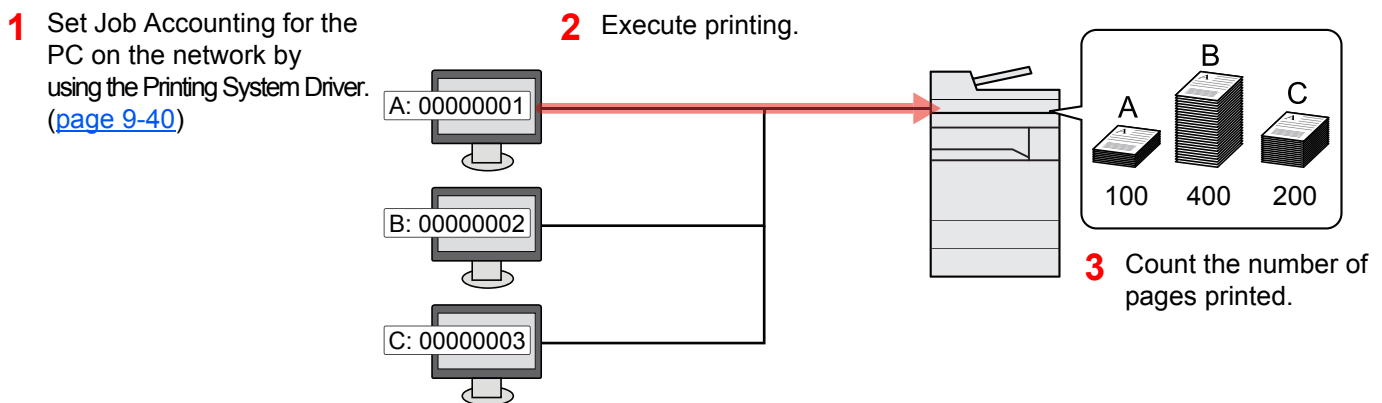 1 Set Job Accounting for the
PC on the network by
using the Printing System Driver.
(page 9-40)
2 Execute printing.
A: 00000001
B: 00000002
C: 00000003
A
B
C
100
400
200
3 Count the number of
pages printed.